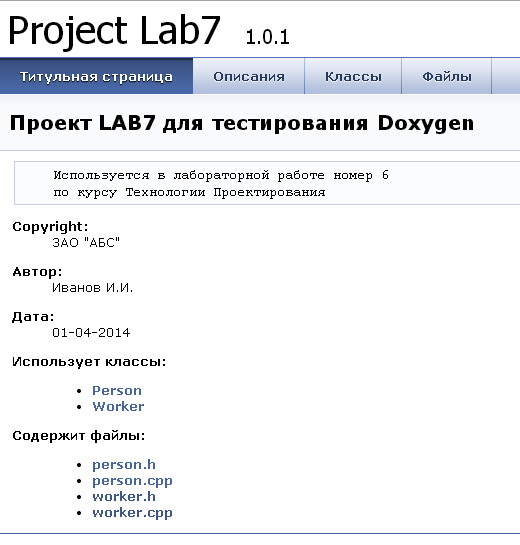 Project Lab7 1.0.1
Титульная страница Описания Классы Файлы
Проект LAB7 для тестирования Doxygen
Используется в лабораторной работе номер 6
по курсу Технологии Проектирования
Copyright:
ЗАО "АБС"
Автор:
Иванов И.И.
Дата:
01-04-2014
Использует классы:
• Person
• Worker
Содержит файлы:
• person.h
• person.cpp
• worker.h
• worker.cpp